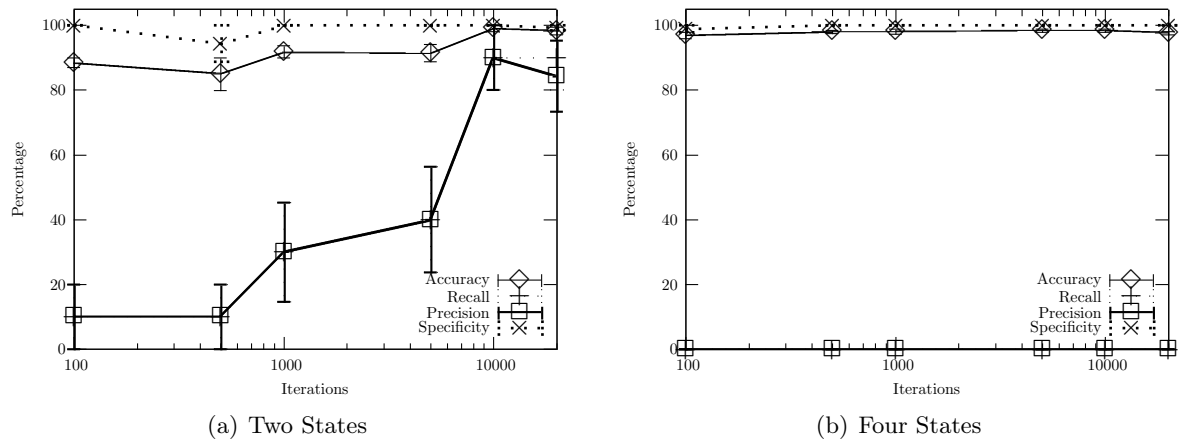 100
80
60
40
20
0
Percentage
Accuracy
Recall
Precision
Specificity
100
1000
10000
Iterations
(a) Two States
100
80
60
40
20
0
Percentage
Accuracy
Recall
Precision
Specificity
100
1000
10000
Iterations
(b) Four States